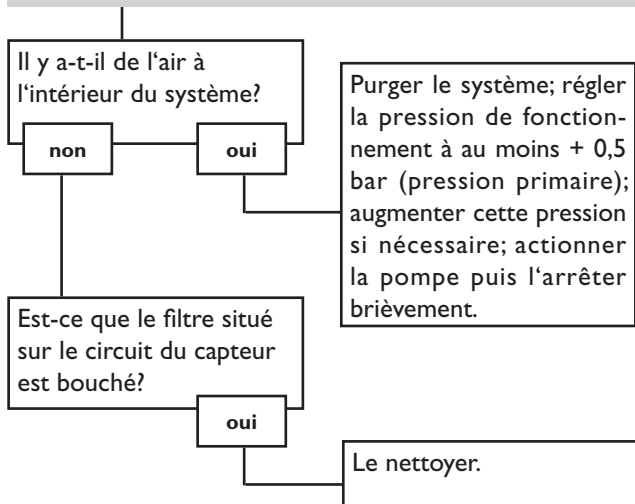 Il y a-t-il de l‘air à
l‘intérieur du système?
non
oui
Purger le système; régler
la pression de fonction-
nement à au moins + 0,5
bar (pression primaire);
augmenter cette pression
si nécessaire; actionner
la pompe puis l‘arrêter
brièvement.
Est-ce que le filtre situé
sur le circuit du capteur
est bouché?
oui
Le nettoyer.